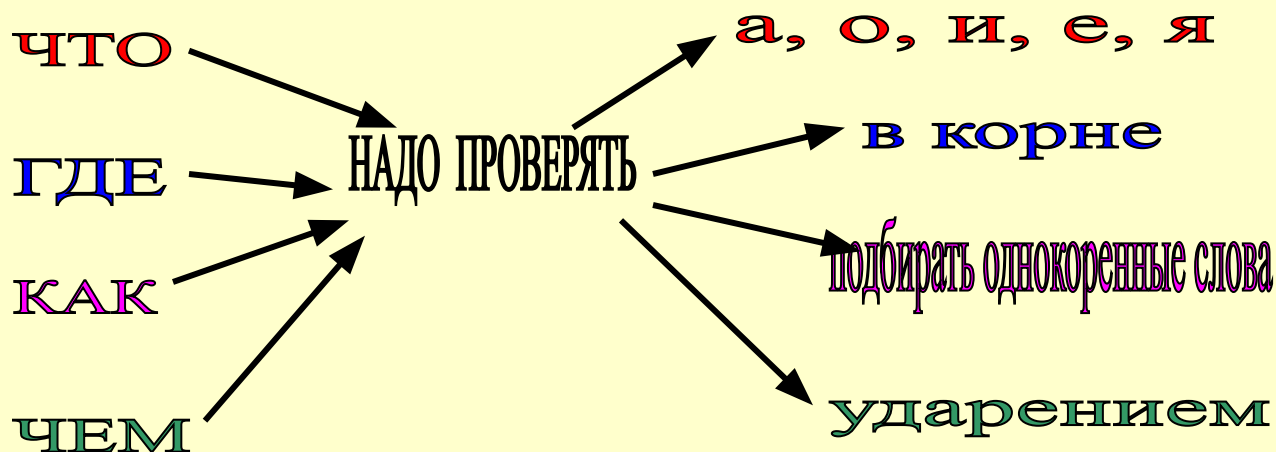 ЧТО
ГДЕ
КАК
ЧЕМ
НАДО ПРОВЕРЯТЬ
а, о, и, е, я
в корне
подбирать однокоренные слова
ударением